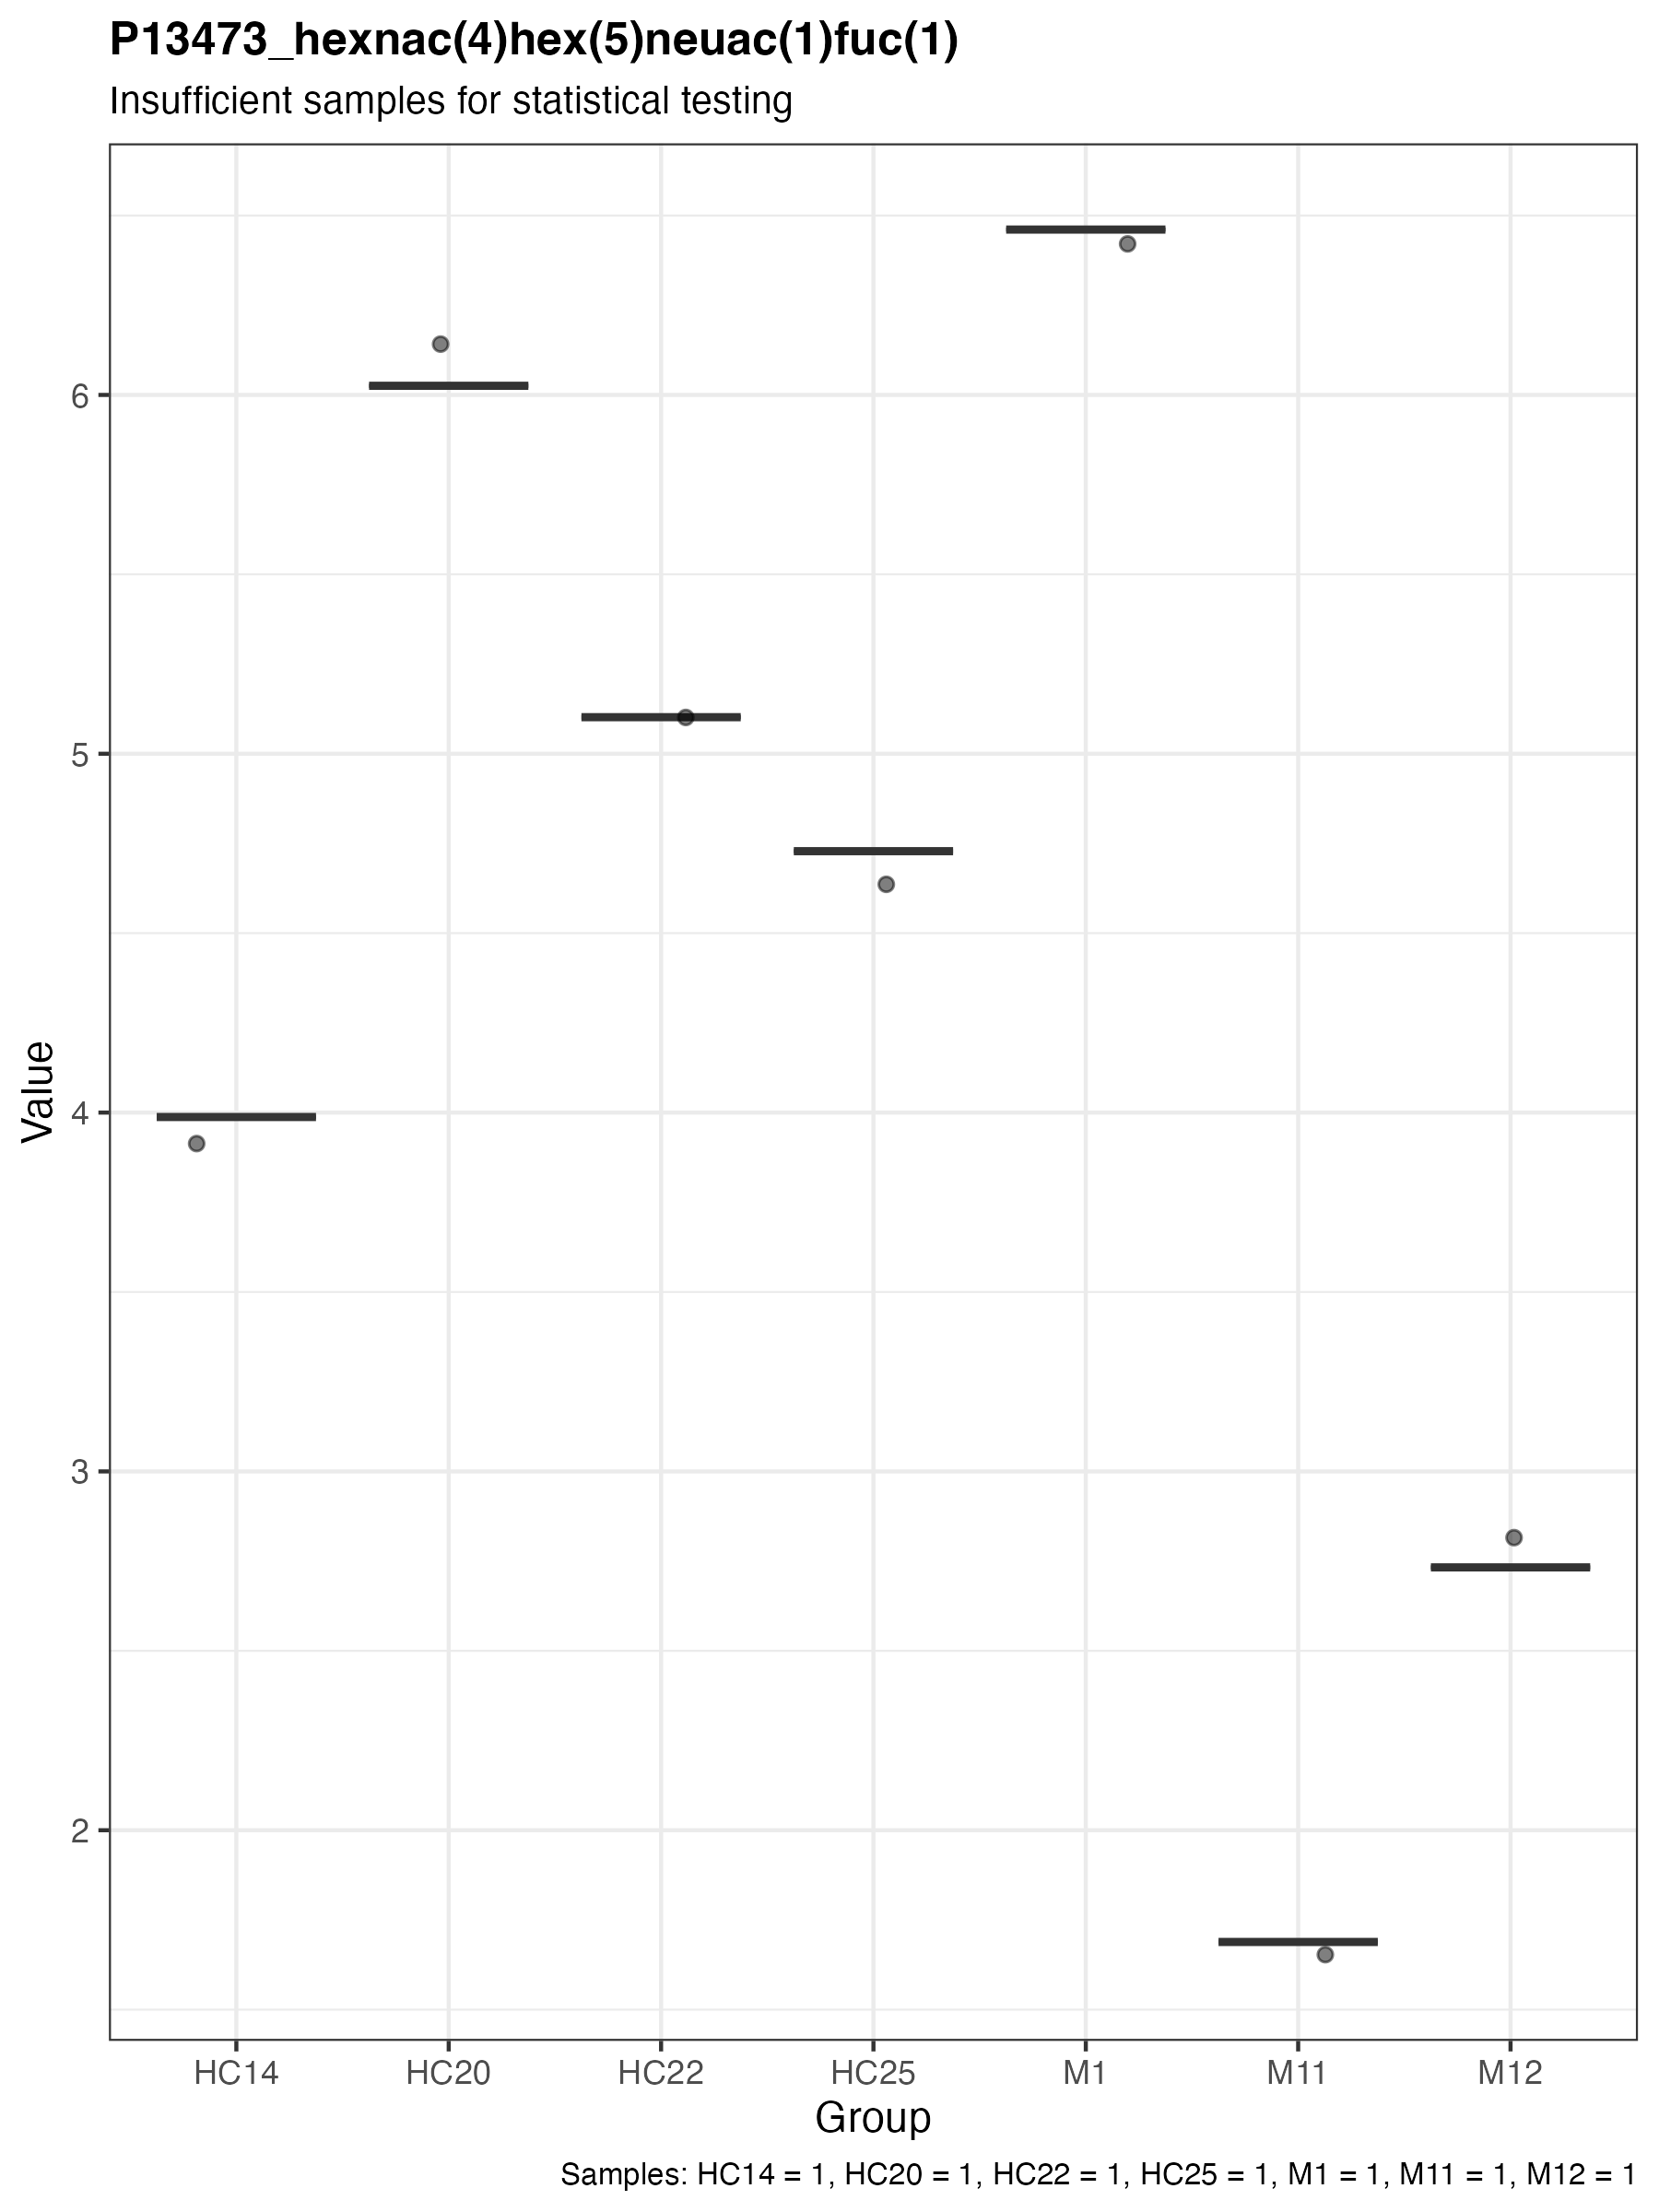 P13473_hexnac(4)hex(5)neuac(1)fuc(1)
Insufficient samples for statistical testing
Value
6
5
4
3
2
HC14 HC20 HC22 HC25 M1 M11 M12
Group
Samples: HC14 = 1, HC20 = 1, HC22 = 1, HC25 = 1, M1 = 1, M11 = 1, M12 = 1